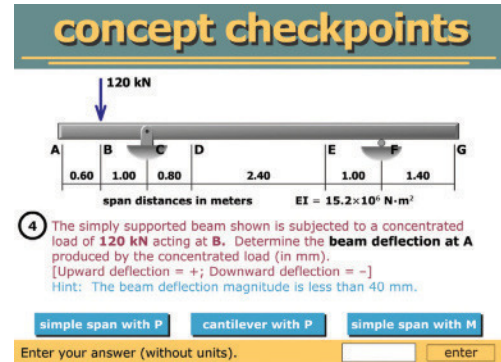 concept checkpoints
120 kN
A B C D E F G
0.60 1.00 0.80 2.40 1.00 1.40
span distances in meters EI = 15.2×10⁶ N·m²
4 The simply supported beam shown is subjected to a concentrated
load of 120 kN acting at B. Determine the beam deflection at A
produced by the concentrated load (in mm).
[Upward deflection = +; Downward deflection = –]
Hint: The beam deflection magnitude is less than 40 mm.
simple span with P cantilever with P simple span with M
Enter your answer (without units). enter